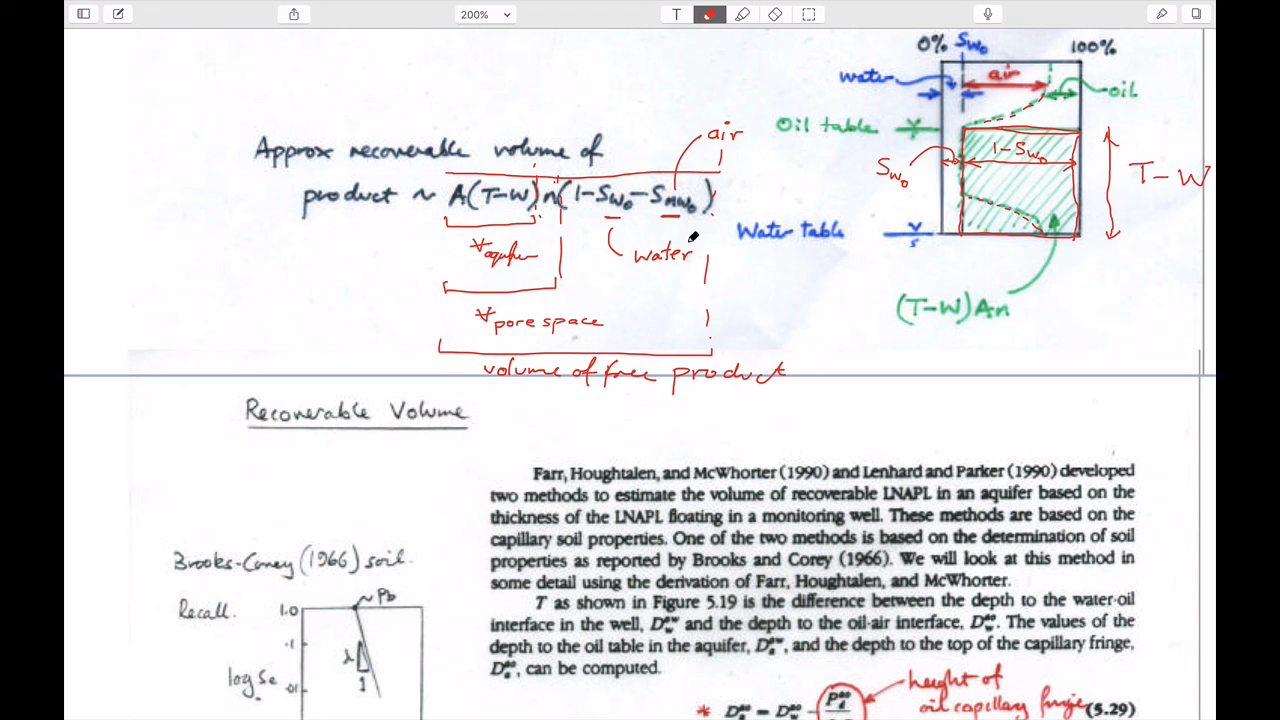 200%
T
0%
Sw₀
100%
water
air
oil
Oil table
air
Approx recoverable volume of
product ~ A(T-W)n(1-Sw₀-Snw₀)
Sw₀
1-Sw₀
T-W
Water table
∀aquifer
water
(T-W)An
∀pore space
volume of free product
Recoverable Volume
Farr, Houghtalen, and McWhorter (1990) and Lenhard and Parker (1990) developed
two methods to estimate the volume of recoverable LNAPL in an aquifer based on the
thickness of the LNAPL floating in a monitoring well. These methods are based on the
capillary soil properties. One of the two methods is based on the determination of soil
properties as reported by Brooks and Corey (1966). We will look at this method in
some detail using the derivation of Farr, Houghtalen, and McWhorter.
T as shown in Figure 5.19 is the difference between the depth to the water-oil
interface in the well, and the depth to the oil-air interface, The values of the
depth to the oil table in the aquifer, and the depth to the top of the capillary fringe,
can be computed.
Brooks-Corey (1966) soil.
Recall.
~ Pb
1.0
.1
λ
1
log Se
.01
height of
oil capillary fringe
(5.29)